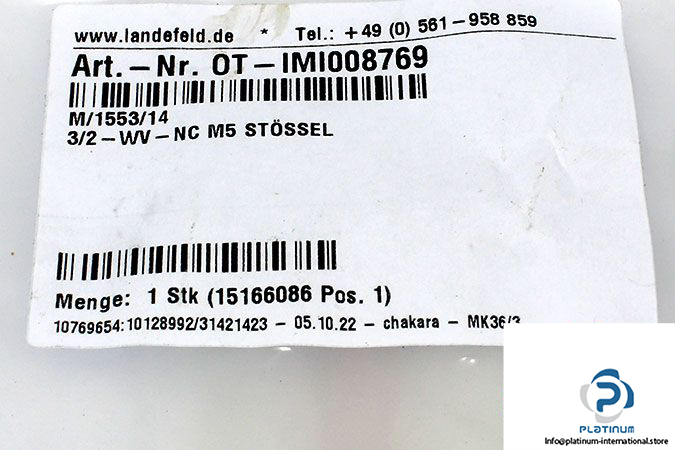 www.landefeld.de * Tel.: +49 (0) 561-958 859
Art.-Nr. OT-IMI008769
M/1553/14
3/2-WV-NC M5 STÖSSEL
Menge: 1 Stk (15166086 Pos. 1)
10769654:10128992/31421423 - 05.10.22 - chakara - MK36/3
PLATINUM
Info@platinum-international.store